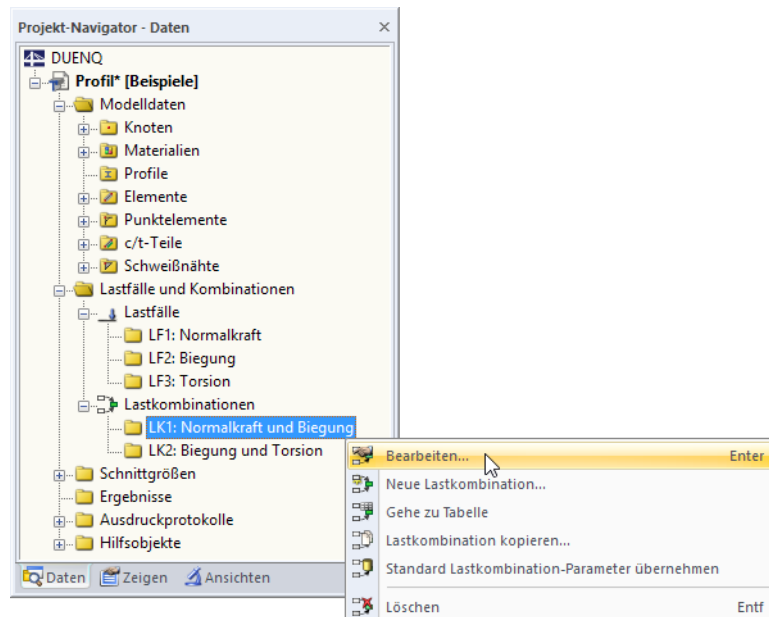 Projekt-Navigator - Daten
DUENQ
Profil* [Beispiele]
Modelldaten
Knoten
Materialien
Profile
Elemente
Punktelemente
c/t-Teile
Schweißnähte
Lastfälle und Kombinationen
Lastfälle
LF1: Normalkraft
LF2: Biegung
LF3: Torsion
Lastkombinationen
LK1: Normalkraft und Biegung
LK2: Biegung und Torsion
Schnittgrößen
Ergebnisse
Ausdruckprotokolle
Hilfsobjekte
Daten Zeigen Ansichten
Bearbeiten... Enter
Neue Lastkombination...
Gehe zu Tabelle
Lastkombination kopieren...
Standard Lastkombination-Parameter übernehmen
Löschen Entf